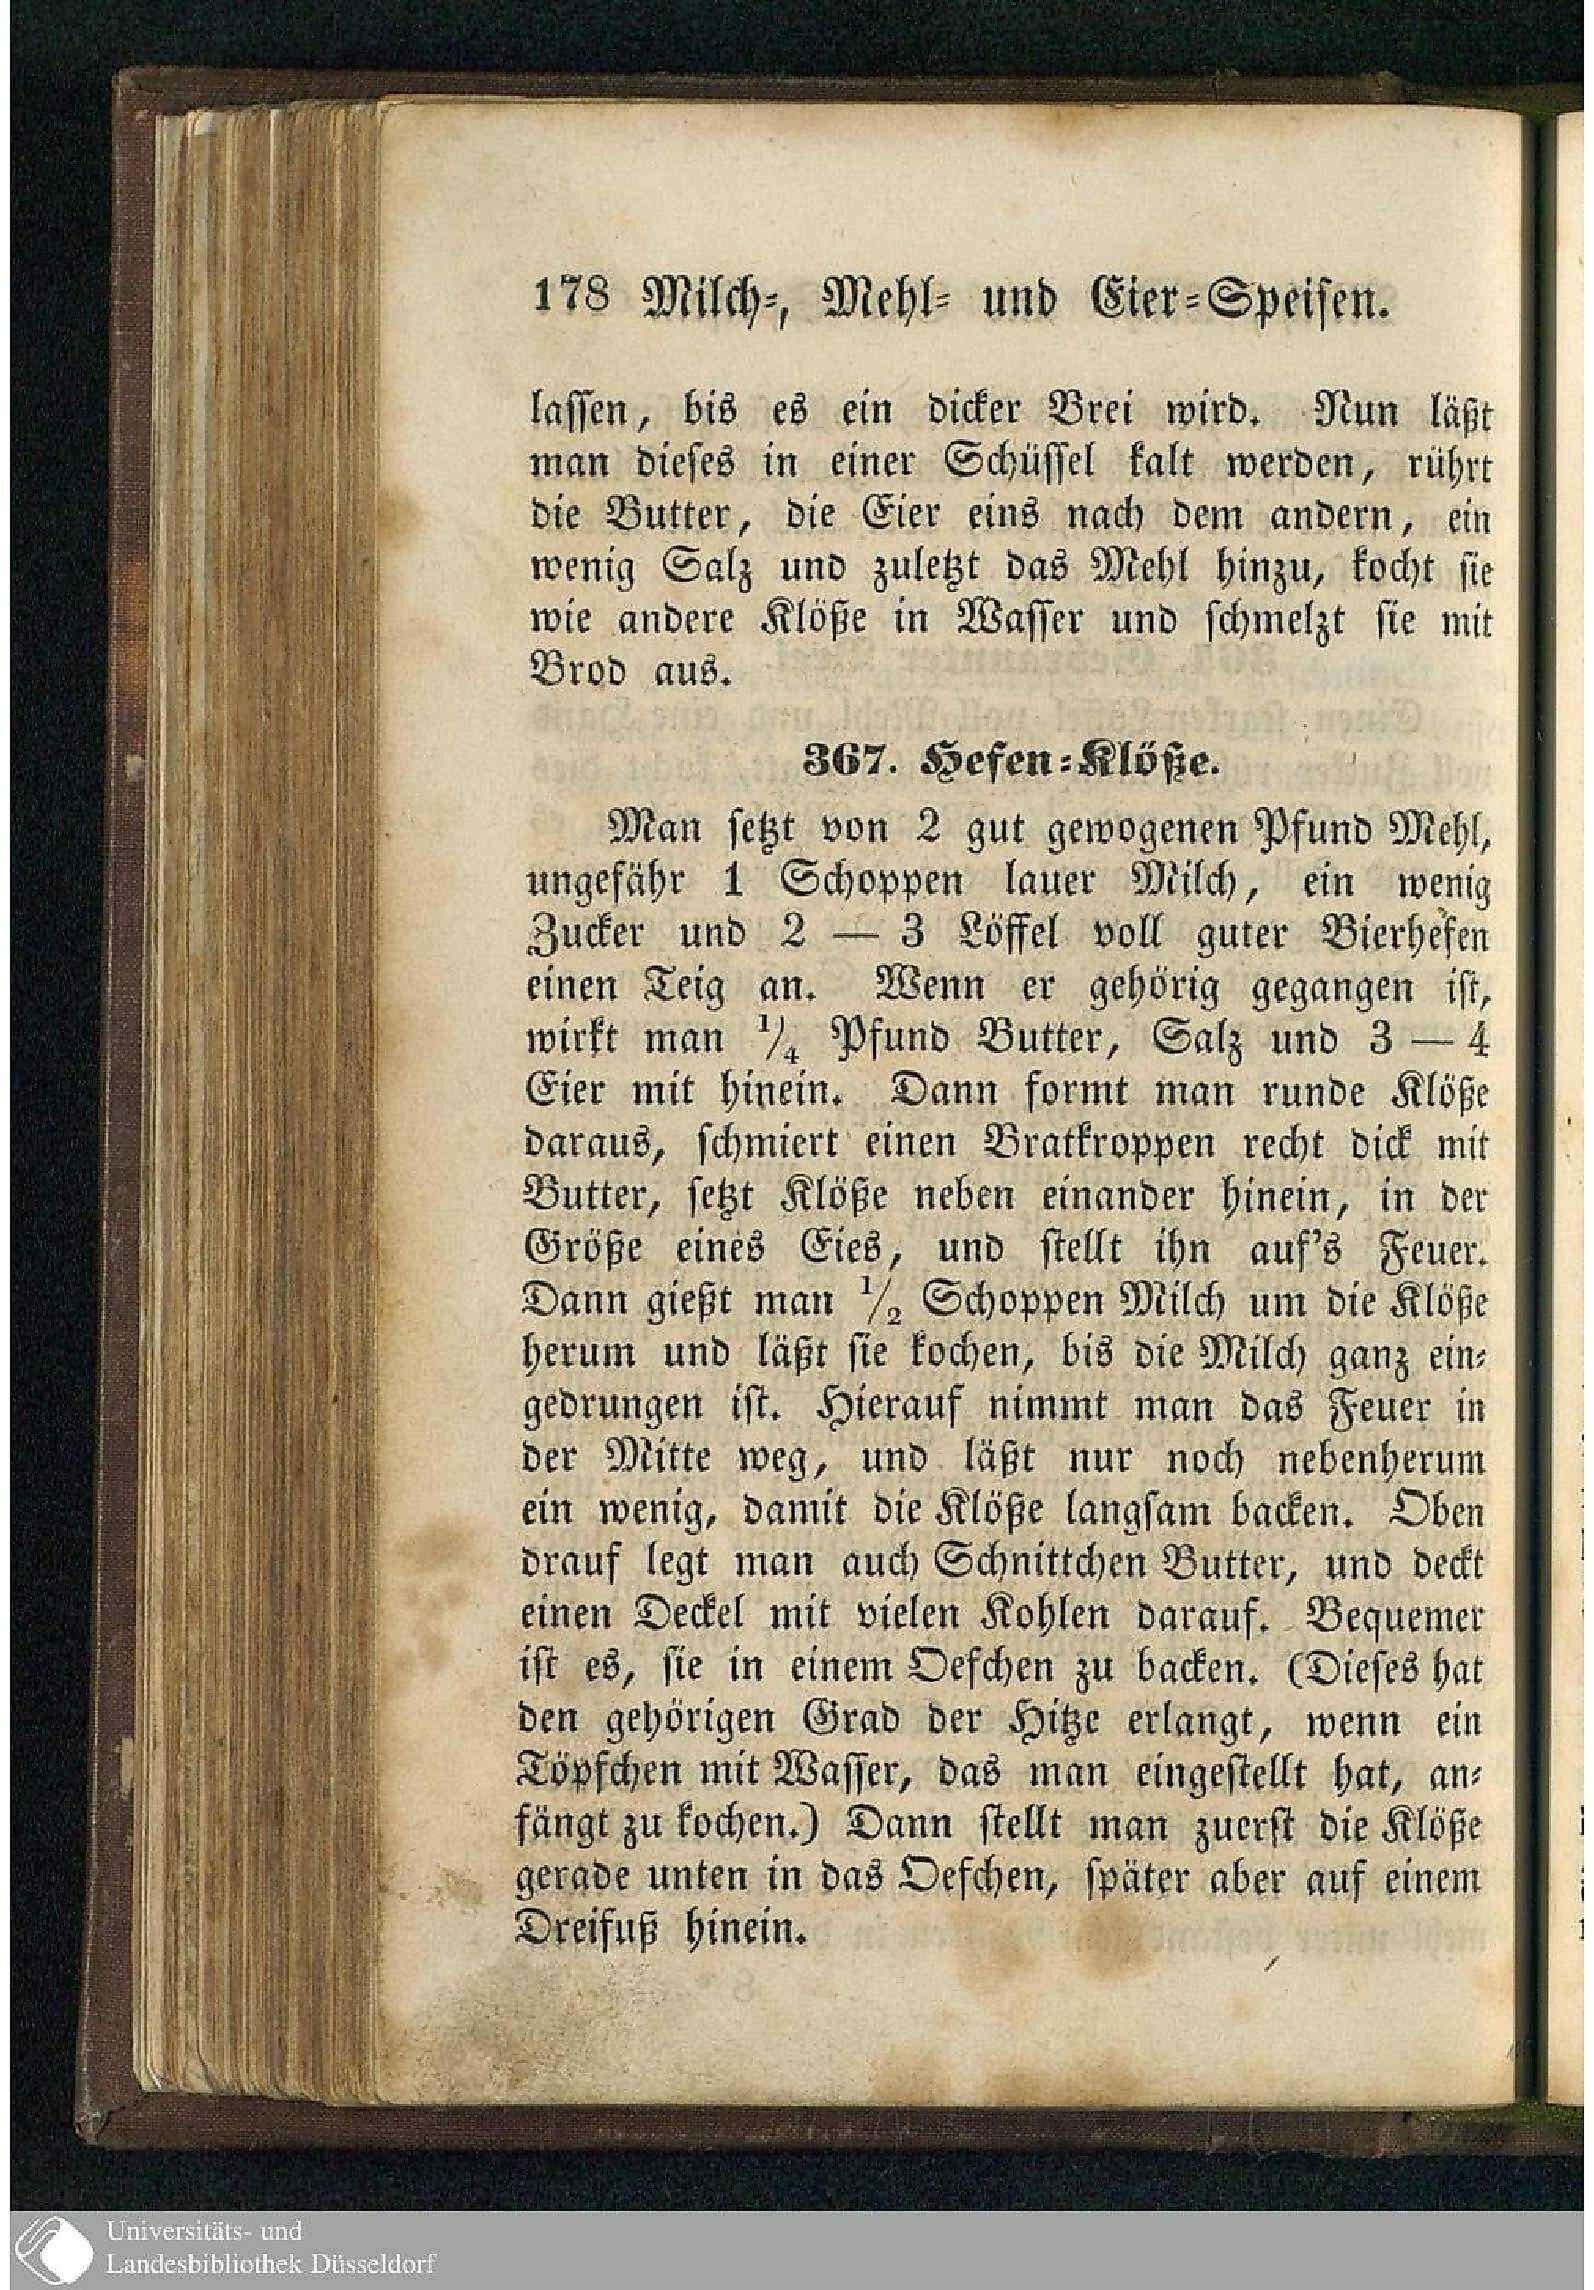 178 Milch-, Mehl- und Eier-Speisen.
lassen, bis es ein dicker Brei wird. Nun läßt
man dieses in einer Schüssel kalt werden, rührt
die Butter, die Eier eins nach dem andern, ein
wenig Salz und zuletzt das Mehl hinzu, kocht sie
wie andere Klöße in Wasser und schmelzt sie mit
Brod aus.
367. Hefen-Klöße.
Man setzt von 2 gut gewogenen Pfund Mehl,
ungefähr 1 Schoppen lauer Milch, ein wenig
Zucker und 2 — 3 Löffel voll guter Bierhefen
einen Teig an. Wenn er gehörig gegangen ist,
wirkt man 1/4 Pfund Butter, Salz und 3 — 4
Eier mit hinein. Dann formt man runde Klöße
daraus, schmiert einen Bratkroppen recht dick mit
Butter, setzt Klöße neben einander hinein, in der
Größe eines Eies, und stellt ihn auf's Feuer.
Dann gießt man 1/2 Schoppen Milch um die Klöße
herum und läßt sie kochen, bis die Milch ganz ein-
gedrungen ist. Hierauf nimmt man das Feuer in
der Mitte weg, und läßt nur noch nebenherum
ein wenig, damit die Klöße langsam backen. Oben
drauf legt man auch Schnittchen Butter, und deckt
einen Deckel mit vielen Kohlen darauf. Bequemer
ist es, sie in einem Oefchen zu backen. (Dieses hat
den gehörigen Grad der Hitze erlangt, wenn ein
Töpfchen mit Wasser, das man eingestellt hat, an-
fängt zu kochen.) Dann stellt man zuerst die Klöße
gerade unten in das Oefchen, später aber auf einem
Dreifuß hinein.
Universitäts- und
Landesbibliothek Düsseldorf